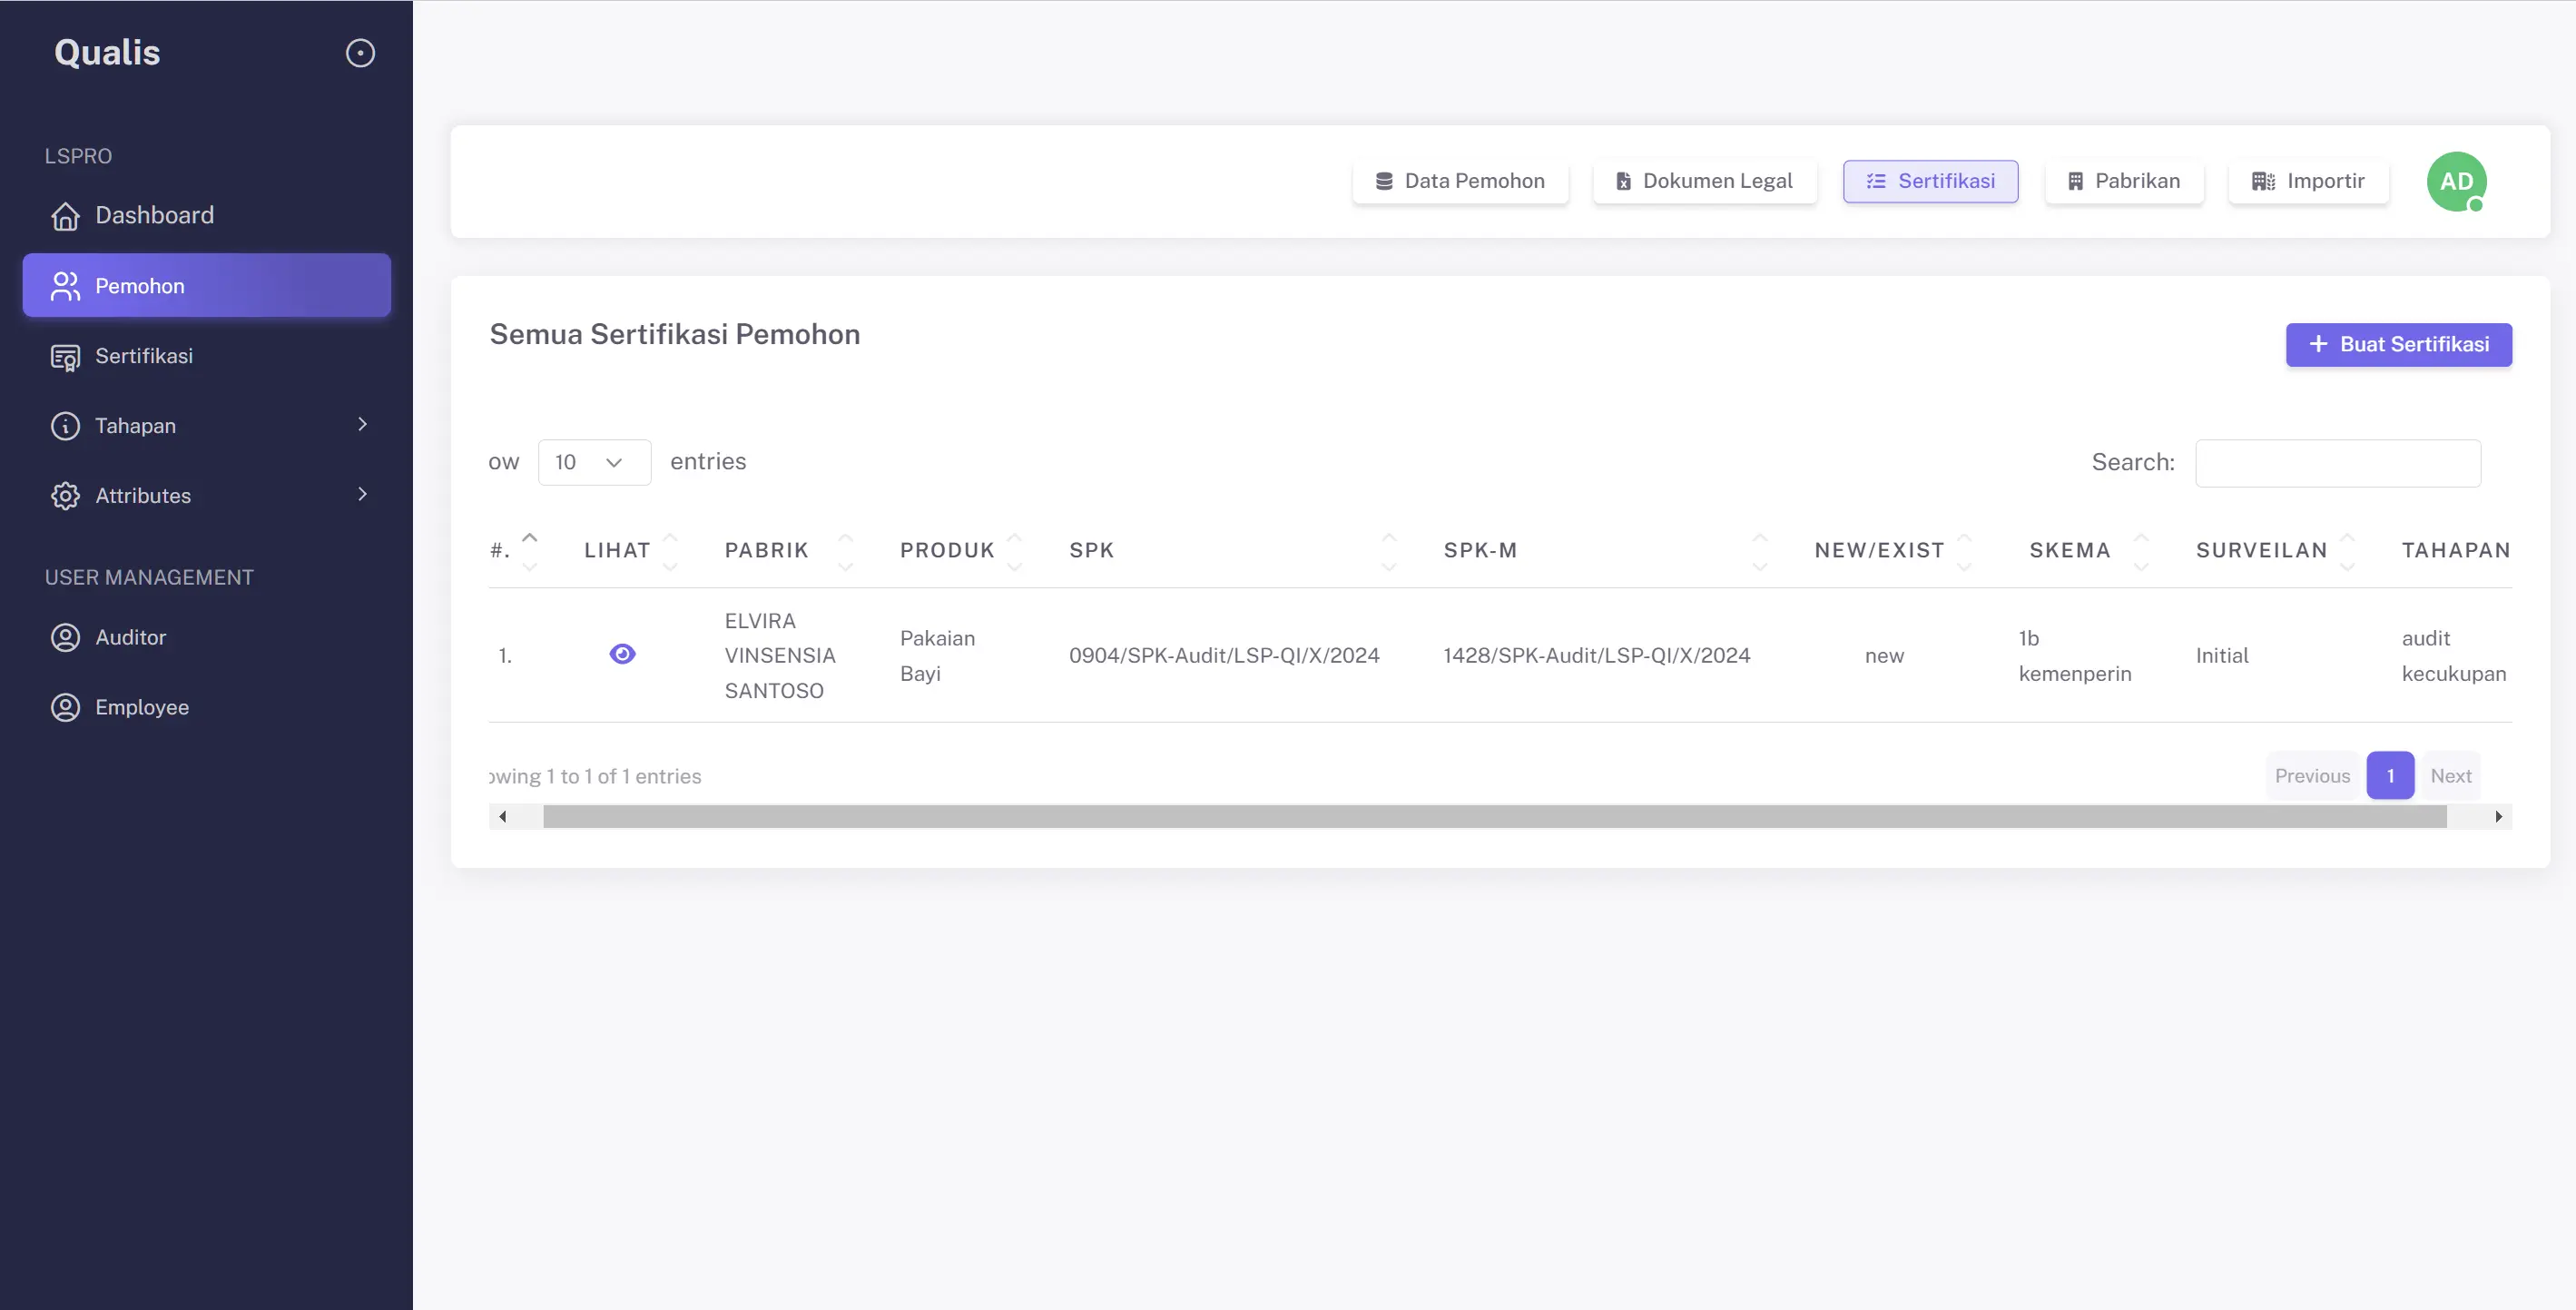 Qualis
LSPRO
Dashboard
Pemohon
Sertifikasi
Tahapan
Attributes
USER MANAGEMENT
Auditor
Employee
Data Pemohon
Dokumen Legal
Sertifikasi
Pabrikan
Importir
AD
Semua Sertifikasi Pemohon
+ Buat Sertifikasi
ow 10 entries
Search:
#. LIHAT PABRIK PRODUK SPK SPK-M NEW/EXIST SKEMA SURVEILAN TAHAPAN
1.
ELVIRA
VINSENSIA
SANTOSO
Pakaian
Bayi
0904/SPK-Audit/LSP-QI/X/2024
1428/SPK-Audit/LSP-QI/X/2024
new
1b
kemenperin
Initial
audit
kecukupan
owing 1 to 1 of 1 entries
Previous 1 Next